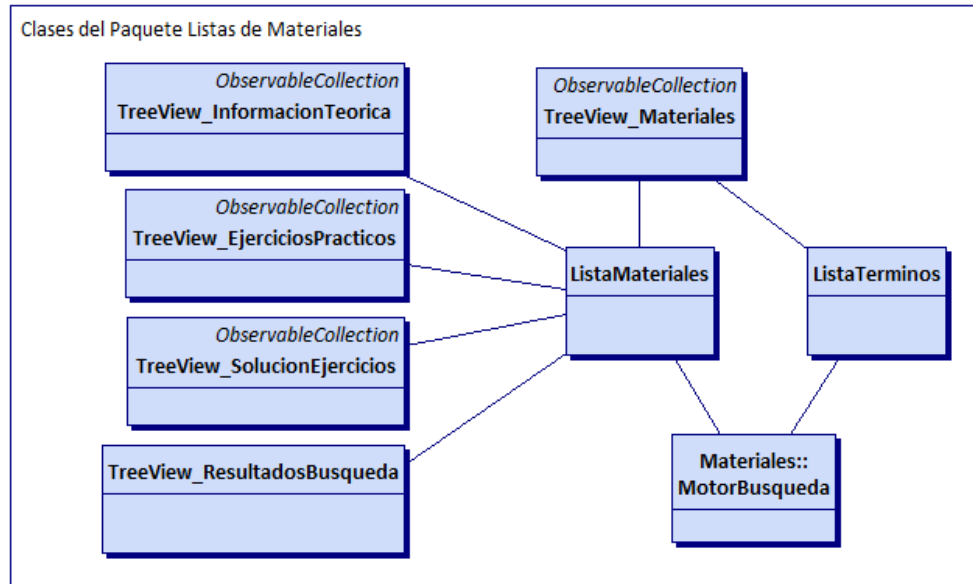 Clases del Paquete Listas de Materiales
ObservableCollection
TreeView_InformacionTeorica
ObservableCollection
TreeView_Materiales
ObservableCollection
TreeView_EjerciciosPracticos
ListaMateriales
ListaTerminos
ObservableCollection
TreeView_SolucionEjercicios
TreeView_ResultadosBusqueda
Materiales::
MotorBusqueda